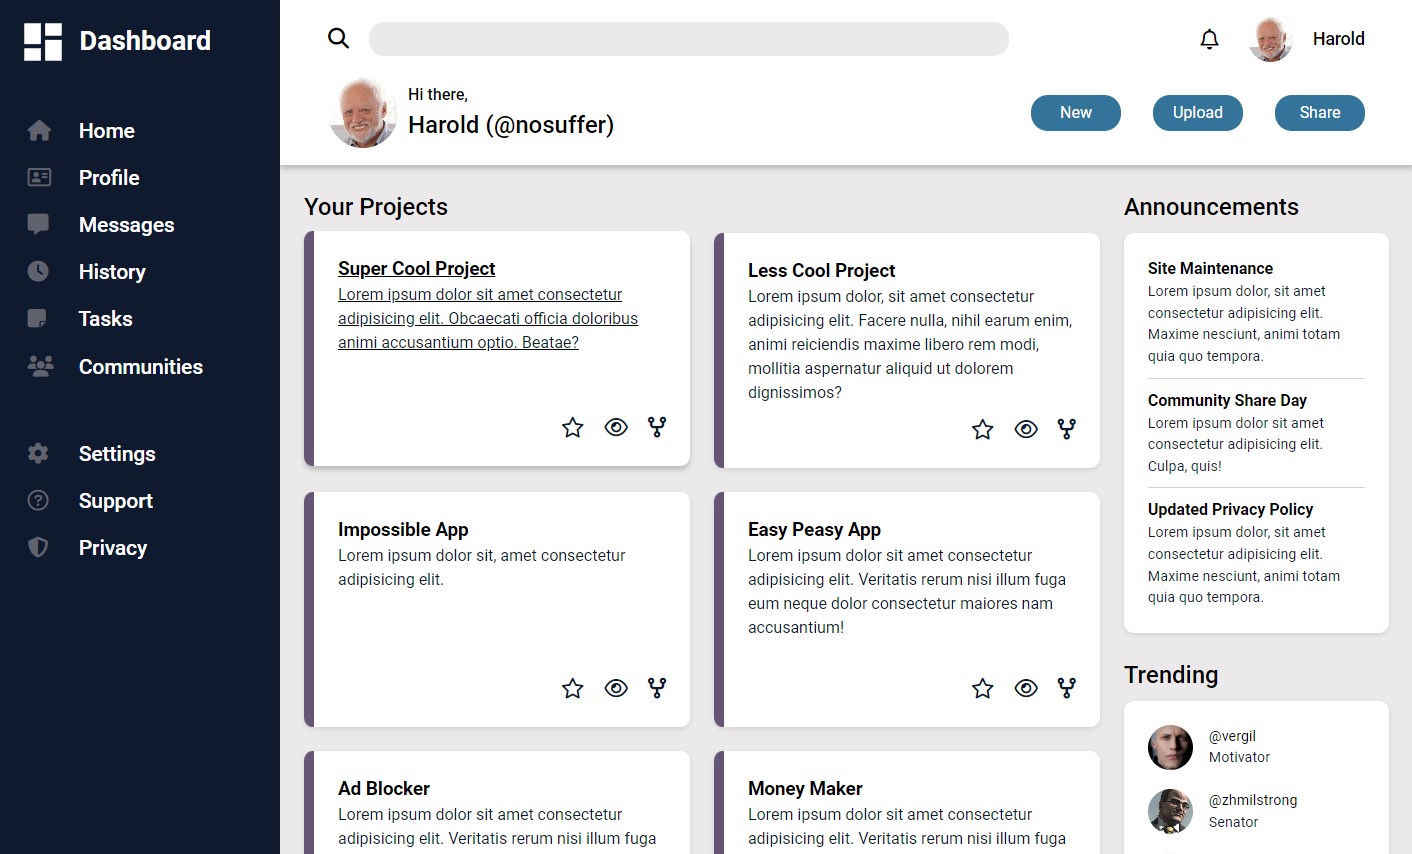 Dashboard
Home
Profile
Messages
History
Tasks
Communities
Settings
Support
Privacy
Harold
Hi there,
Harold (@nosuffer)
New
Upload
Share
Your Projects
Super Cool Project
Lorem ipsum dolor sit amet consectetur
adipisicing elit. Obcaecati officia doloribus
animi accusantium optio. Beatae?
Less Cool Project
Lorem ipsum dolor, sit amet consectetur
adipisicing elit. Facere nulla, nihil earum enim,
animi reiciendis maxime libero rem modi,
mollitia aspernatur aliquid ut dolorem
dignissimos?
Impossible App
Lorem ipsum dolor sit, amet consectetur
adipisicing elit.
Easy Peasy App
Lorem ipsum dolor sit amet consectetur
adipisicing elit. Veritatis rerum nisi illum fuga
eum neque dolor consectetur maiores nam
accusantium!
Ad Blocker
Lorem ipsum dolor sit amet consectetur
adipisicing elit. Veritatis rerum nisi illum fuga
Money Maker
Lorem ipsum dolor sit amet consectetur
adipisicing elit. Veritatis rerum nisi illum fuga
Announcements
Site Maintenance
Lorem ipsum dolor, sit amet
consectetur adipisicing elit.
Maxime nesciunt, animi totam
quia quo tempora.
Community Share Day
Lorem ipsum dolor sit amet
consectetur adipisicing elit.
Culpa, quis!
Updated Privacy Policy
Lorem ipsum dolor, sit amet
consectetur adipisicing elit.
Maxime nesciunt, animi totam
quia quo tempora.
Trending
@vergil
Motivator
@zhmilstrong
Senator